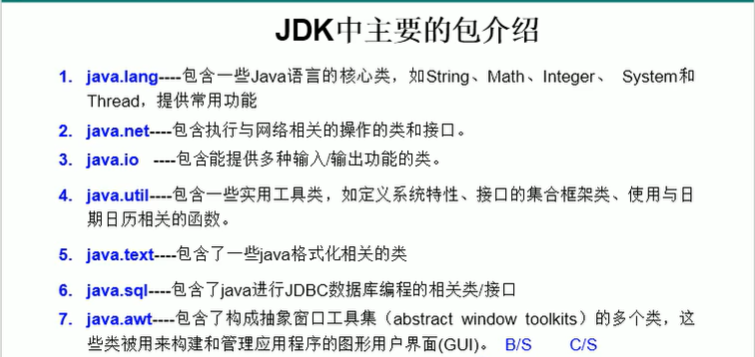 JDK中主要的包介绍
1. java.lang----包含一些Java语言的核心类，如String、Math、Integer、 System和
Thread，提供常用功能
2. java.net----包含执行与网络相关的操作的类和接口。
3. java.io ----包含能提供多种输入/输出功能的类。
4. java.util----包含一些实用工具类，如定义系统特性、接口的集合框架类、使用与日
期日历相关的函数。
5. java.text----包含了一些java格式化相关的类
6. java.sql----包含了java进行JDBC数据库编程的相关类/接口
7. java.awt----包含了构成抽象窗口工具集（abstract window toolkits）的多个类，这
些类被用来构建和管理应用程序的图形用户界面(GUI)。 B/S C/S